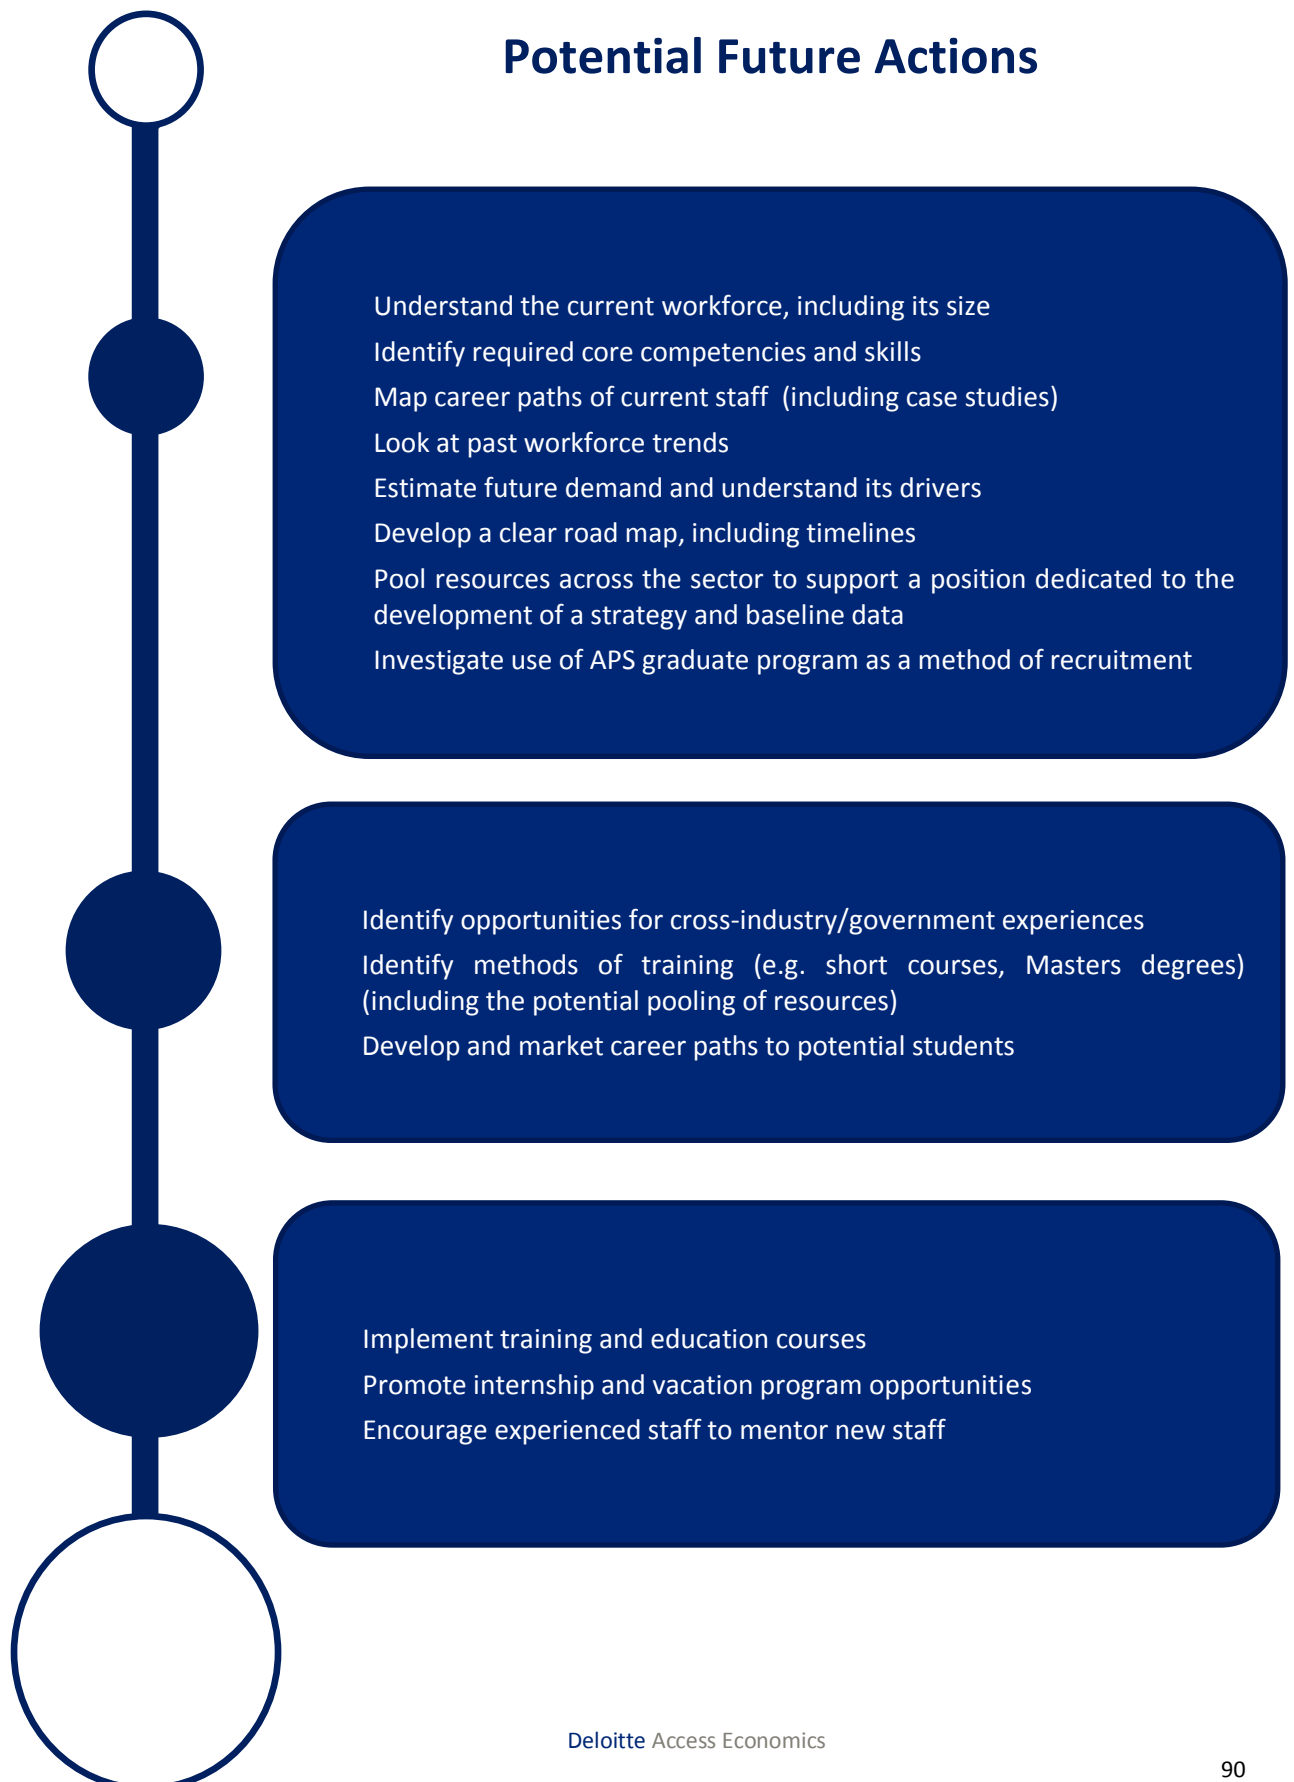 Potential Future Actions
Understand the current workforce, including its size
Identify required core competencies and skills
Map career paths of current staff (including case studies)
Look at past workforce trends
Estimate future demand and understand its drivers
Develop a clear road map, including timelines
Pool resources across the sector to support a position dedicated to the
development of a strategy and baseline data
Investigate use of APS graduate program as a method of recruitment
Identify opportunities for cross-industry/government experiences
Identify methods of training (e.g. short courses, Masters degrees)
(including the potential pooling of resources)
Develop and market career paths to potential students
Implement training and education courses
Promote internship and vacation program opportunities
Encourage experienced staff to mentor new staff
Deloitte Access Economics
90